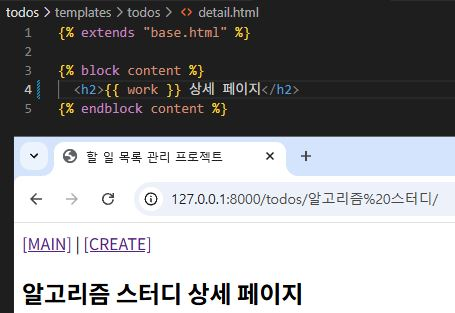 todos > templates > todos > <> detail.html
1 {% extends "base.html" %}
2
3 {% block content %}
4 <h2>{{ work }} 상세 페이지</h2>
5 {% endblock content %}
할 일 목록 관리 프로젝트
127.0.0.1:8000/todos/알고리즘%20스터디/
[MAIN] | [CREATE]
알고리즘 스터디 상세 페이지